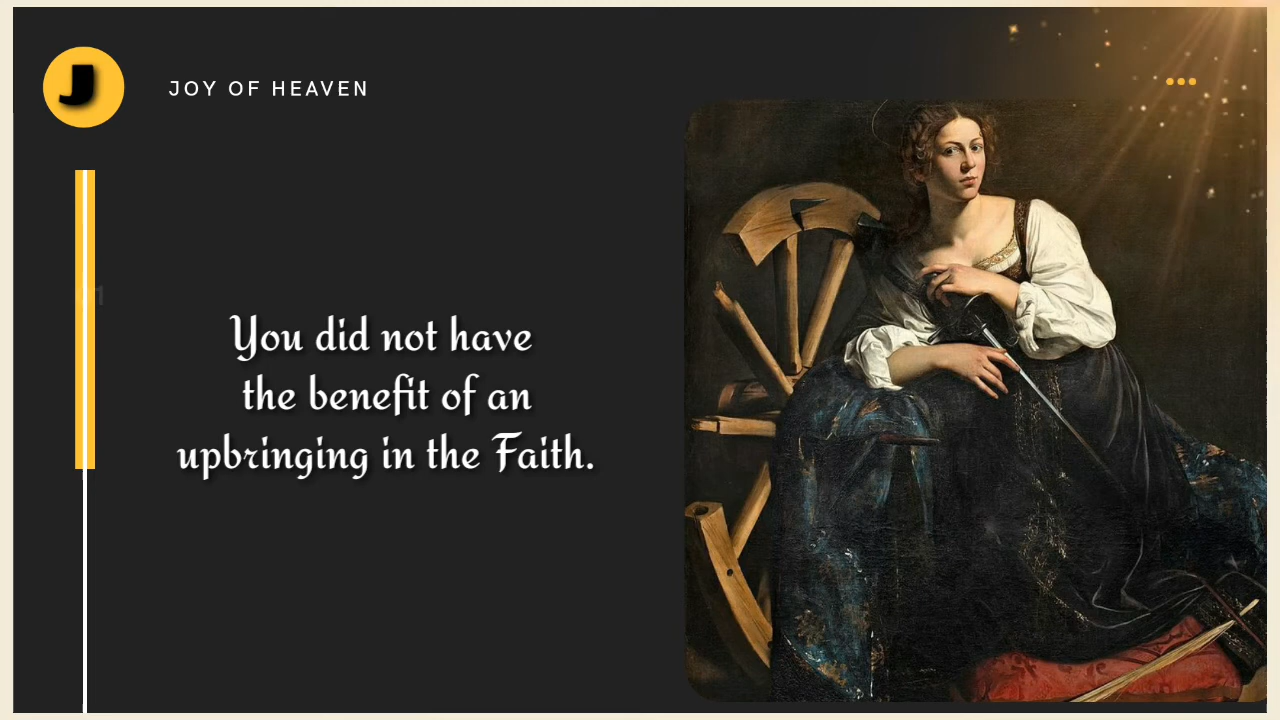 J
JOY OF HEAVEN
You did not have
the benefit of an
upbringing in the Faith.